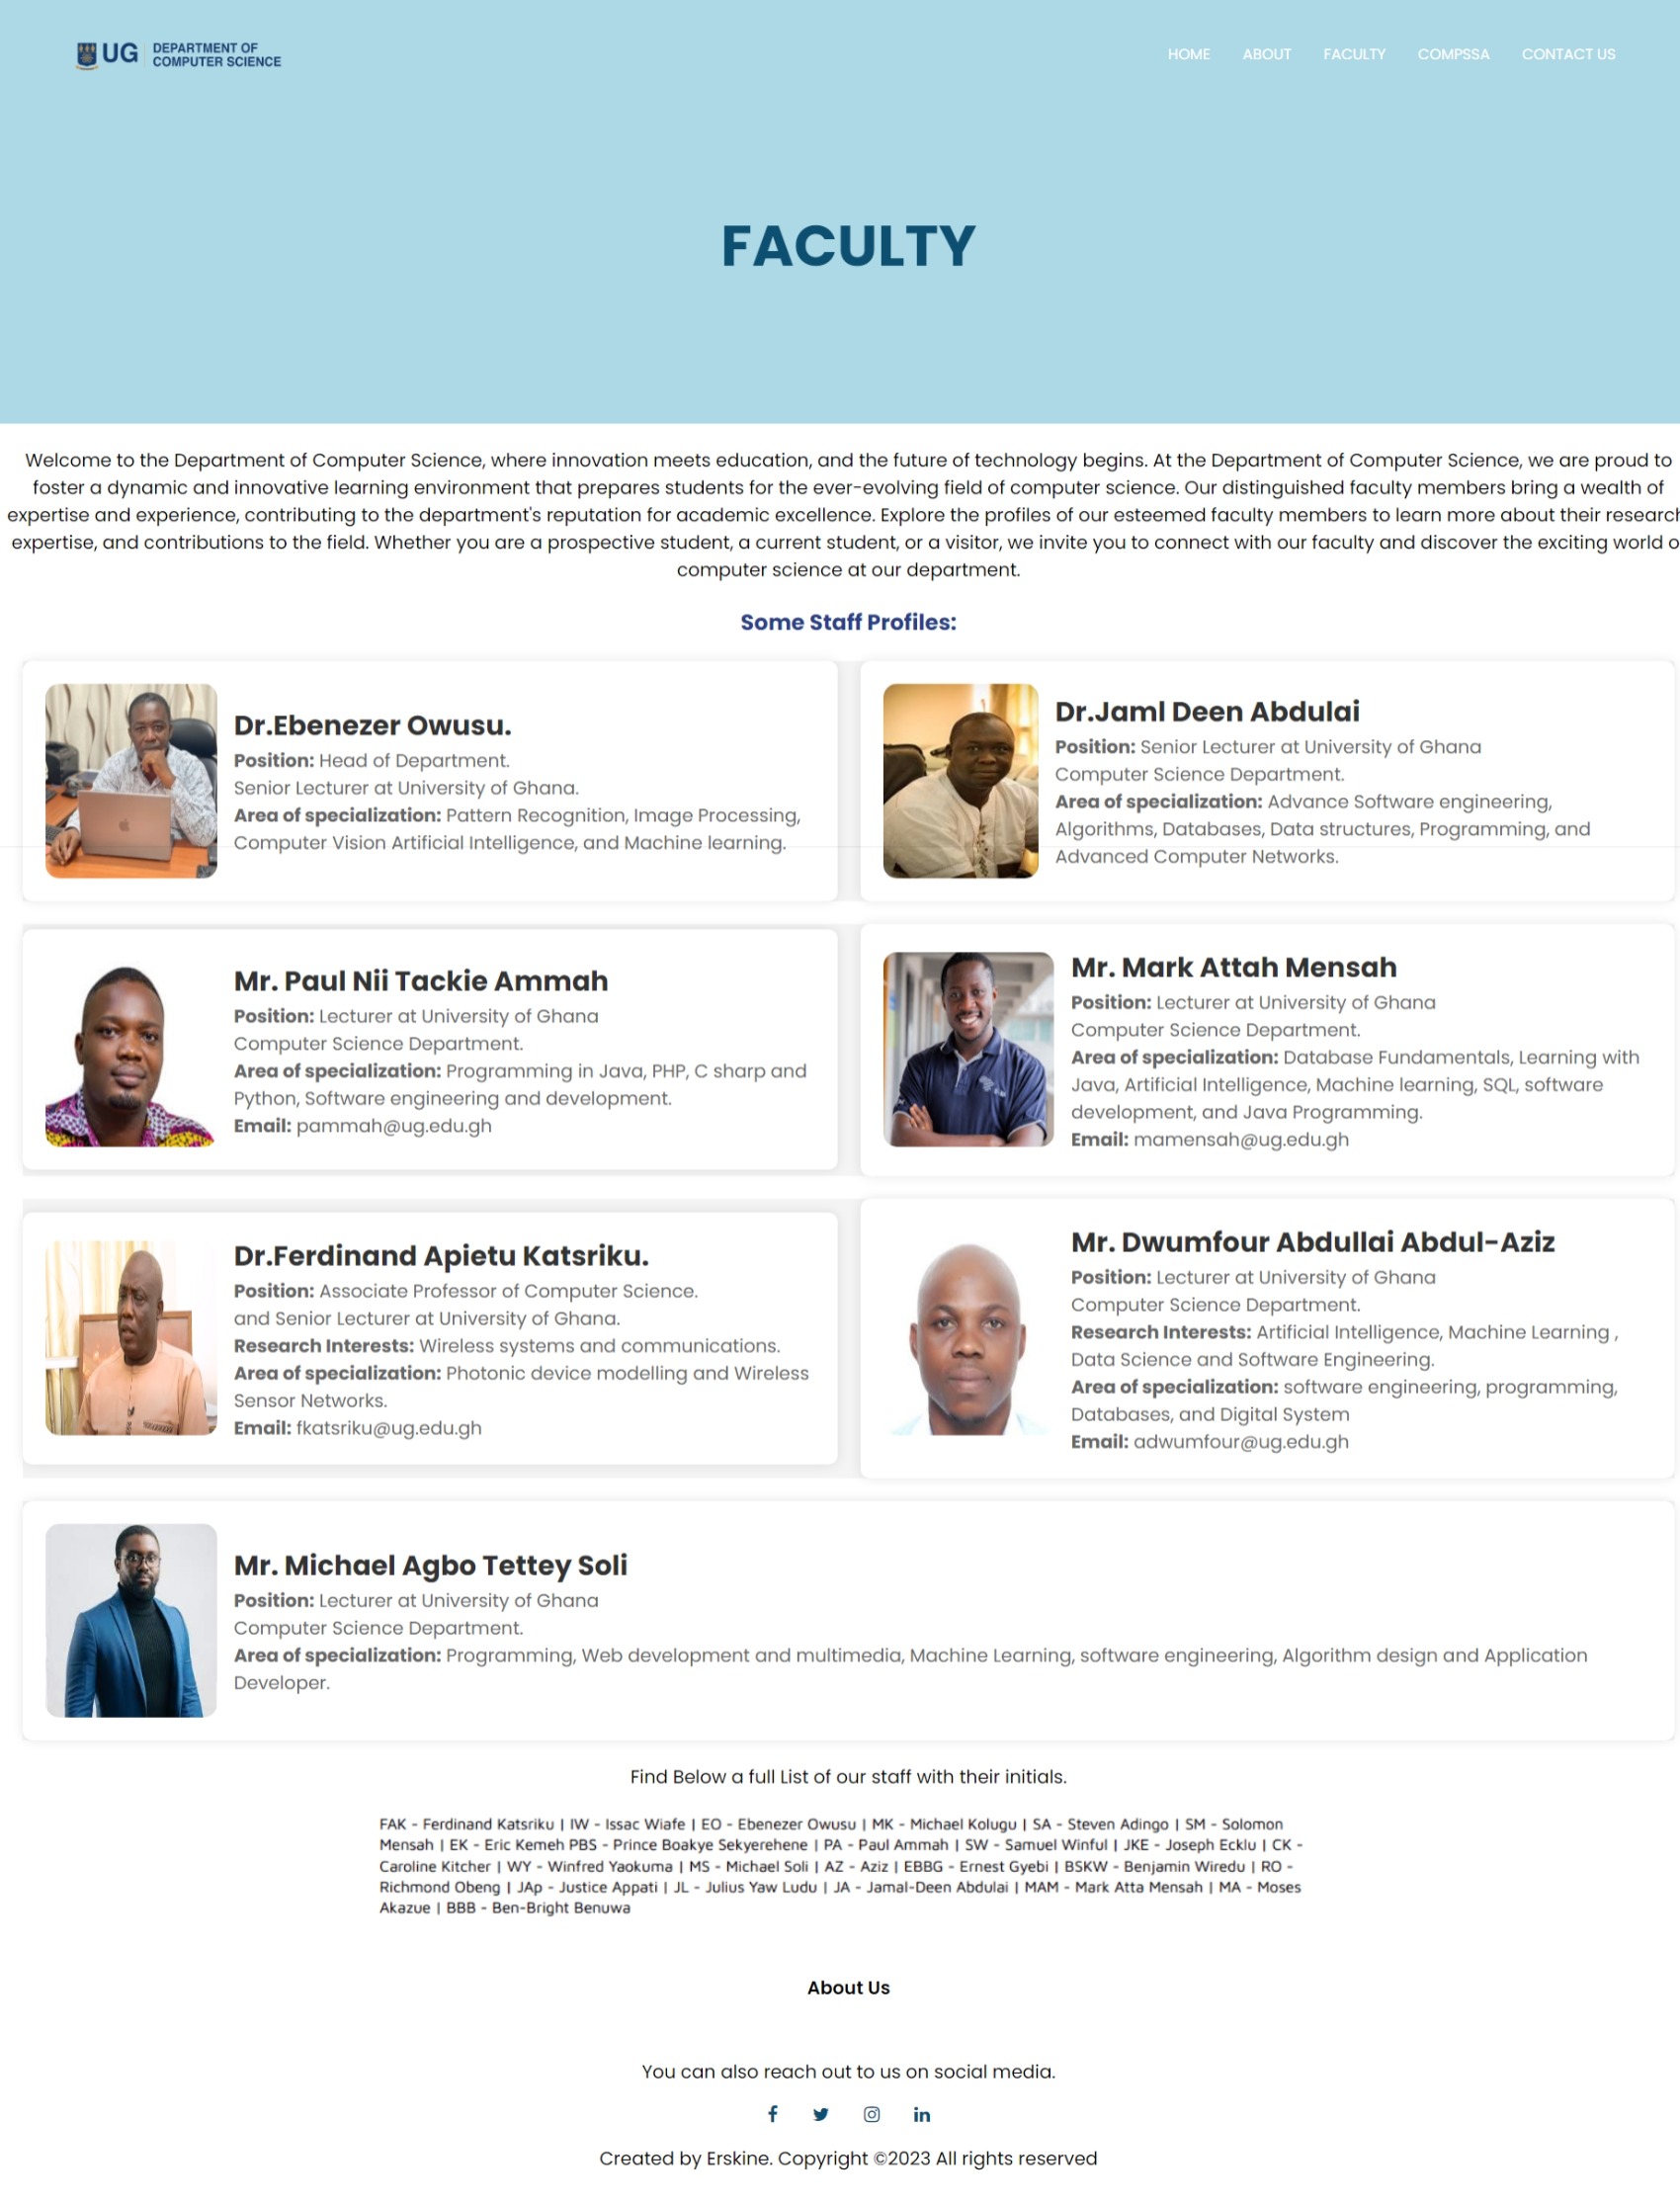 UG DEPARTMENT OF
COMPUTER SCIENCE
HOME ABOUT FACULTY COMPSSA CONTACT US
FACULTY
Welcome to the Department of Computer Science, where innovation meets education, and the future of technology begins. At the Department of Computer Science, we are proud to
foster a dynamic and innovative learning environment that prepares students for the ever-evolving field of computer science. Our distinguished faculty members bring a wealth of
expertise and experience, contributing to the department's reputation for academic excellence. Explore the profiles of our esteemed faculty members to learn more about their research
expertise, and contributions to the field. Whether you are a prospective student, a current student, or a visitor, we invite you to connect with our faculty and discover the exciting world o
computer science at our department.
Some Staff Profiles:
Dr.Ebenezer Owusu.
Position: Head of Department.
Senior Lecturer at University of Ghana.
Area of specialization: Pattern Recognition, Image Processing,
Computer Vision Artificial Intelligence, and Machine learning.
Dr.Jaml Deen Abdulai
Position: Senior Lecturer at University of Ghana
Computer Science Department.
Area of specialization: Advance Software engineering,
Algorithms, Databases, Data structures, Programming, and
Advanced Computer Networks.
Mr. Paul Nii Tackie Ammah
Position: Lecturer at University of Ghana
Computer Science Department.
Area of specialization: Programming in Java, PHP, C sharp and
Python, Software engineering and development.
Email: pammah@ug.edu.gh
Mr. Mark Attah Mensah
Position: Lecturer at University of Ghana
Computer Science Department.
Area of specialization: Database Fundamentals, Learning with
Java, Artificial Intelligence, Machine learning, SQL, software
development, and Java Programming.
Email: mamensah@ug.edu.gh
Dr.Ferdinand Apietu Katsriku.
Position: Associate Professor of Computer Science.
and Senior Lecturer at University of Ghana.
Research Interests: Wireless systems and communications.
Area of specialization: Photonic device modelling and Wireless
Sensor Networks.
Email: fkatsriku@ug.edu.gh
Mr. Dwumfour Abdullai Abdul-Aziz
Position: Lecturer at University of Ghana
Computer Science Department.
Research Interests: Artificial Intelligence, Machine Learning ,
Data Science and Software Engineering.
Area of specialization: software engineering, programming,
Databases, and Digital System
Email: adwumfour@ug.edu.gh
Mr. Michael Agbo Tettey Soli
Position: Lecturer at University of Ghana
Computer Science Department.
Area of specialization: Programming, Web development and multimedia, Machine Learning, software engineering, Algorithm design and Application
Developer.
Find Below a full List of our staff with their initials.
FAK - Ferdinand Katsriku | IW - Issac Wiafe | EO - Ebenezer Owusu | MK - Michael Kolugu | SA - Steven Adingo | SM - Solomon
Mensah | EK - Eric Kemeh PBS - Prince Boakye Sekyerehene | PA - Paul Ammah | SW - Samuel Winful | JKE - Joseph Ecklu | CK -
Caroline Kitcher | WY - Winfred Yaokuma | MS - Michael Soli | AZ - Aziz | EBBG - Ernest Gyebi | BSKW - Benjamin Wiredu | RO -
Richmond Obeng | JAp - Justice Appati | JL - Julius Yaw Ludu | JA - Jamal-Deen Abdulai | MAM - Mark Atta Mensah | MA - Moses
Akazue | BBB - Ben-Bright Benuwa
About Us
You can also reach out to us on social media.
Created by Erskine. Copyright ©2023 All rights reserved